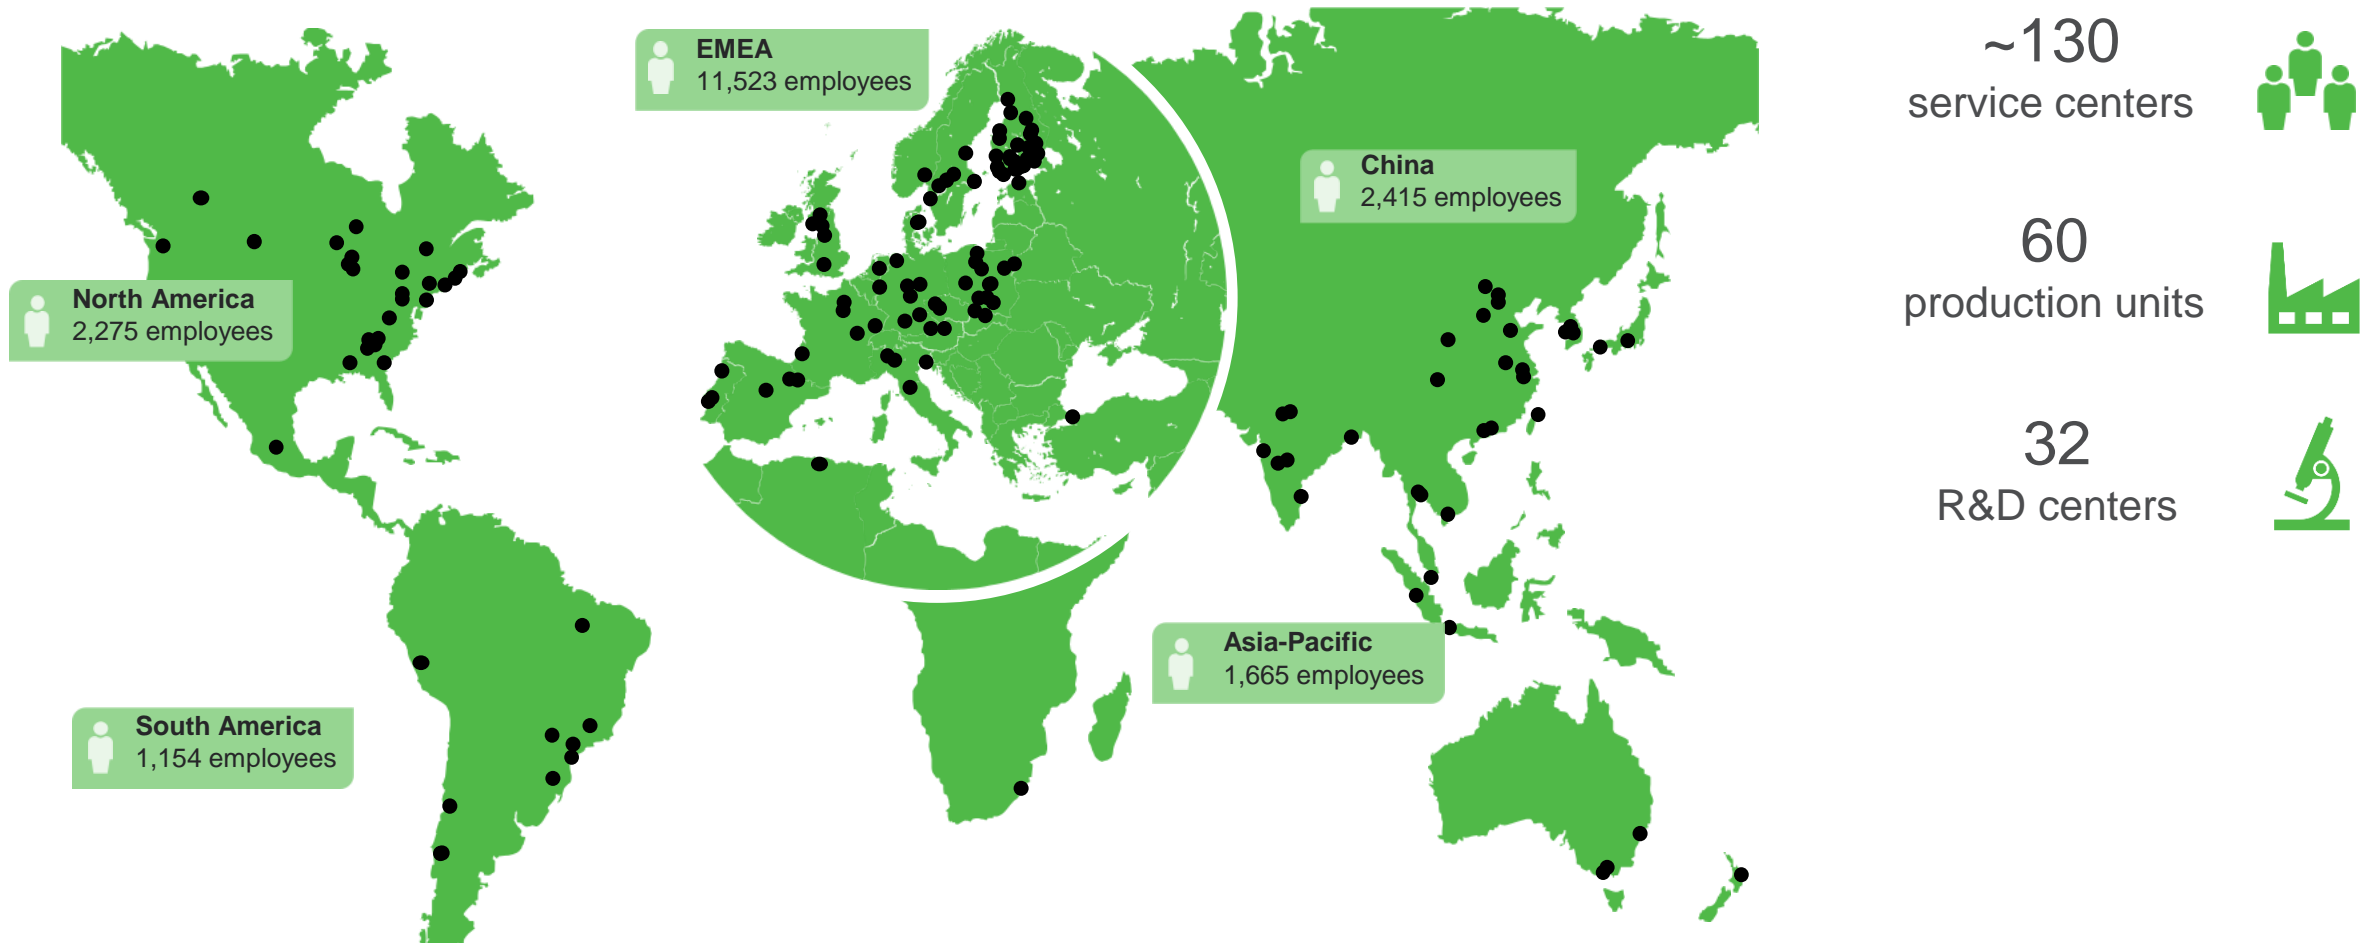 EMEA
11,523 employees
China
2,415 employees
North America
2,275 employees
Asia-Pacific
1,665 employees
South America
1,154 employees
~130
service centers
60
production units
32
R&D centers